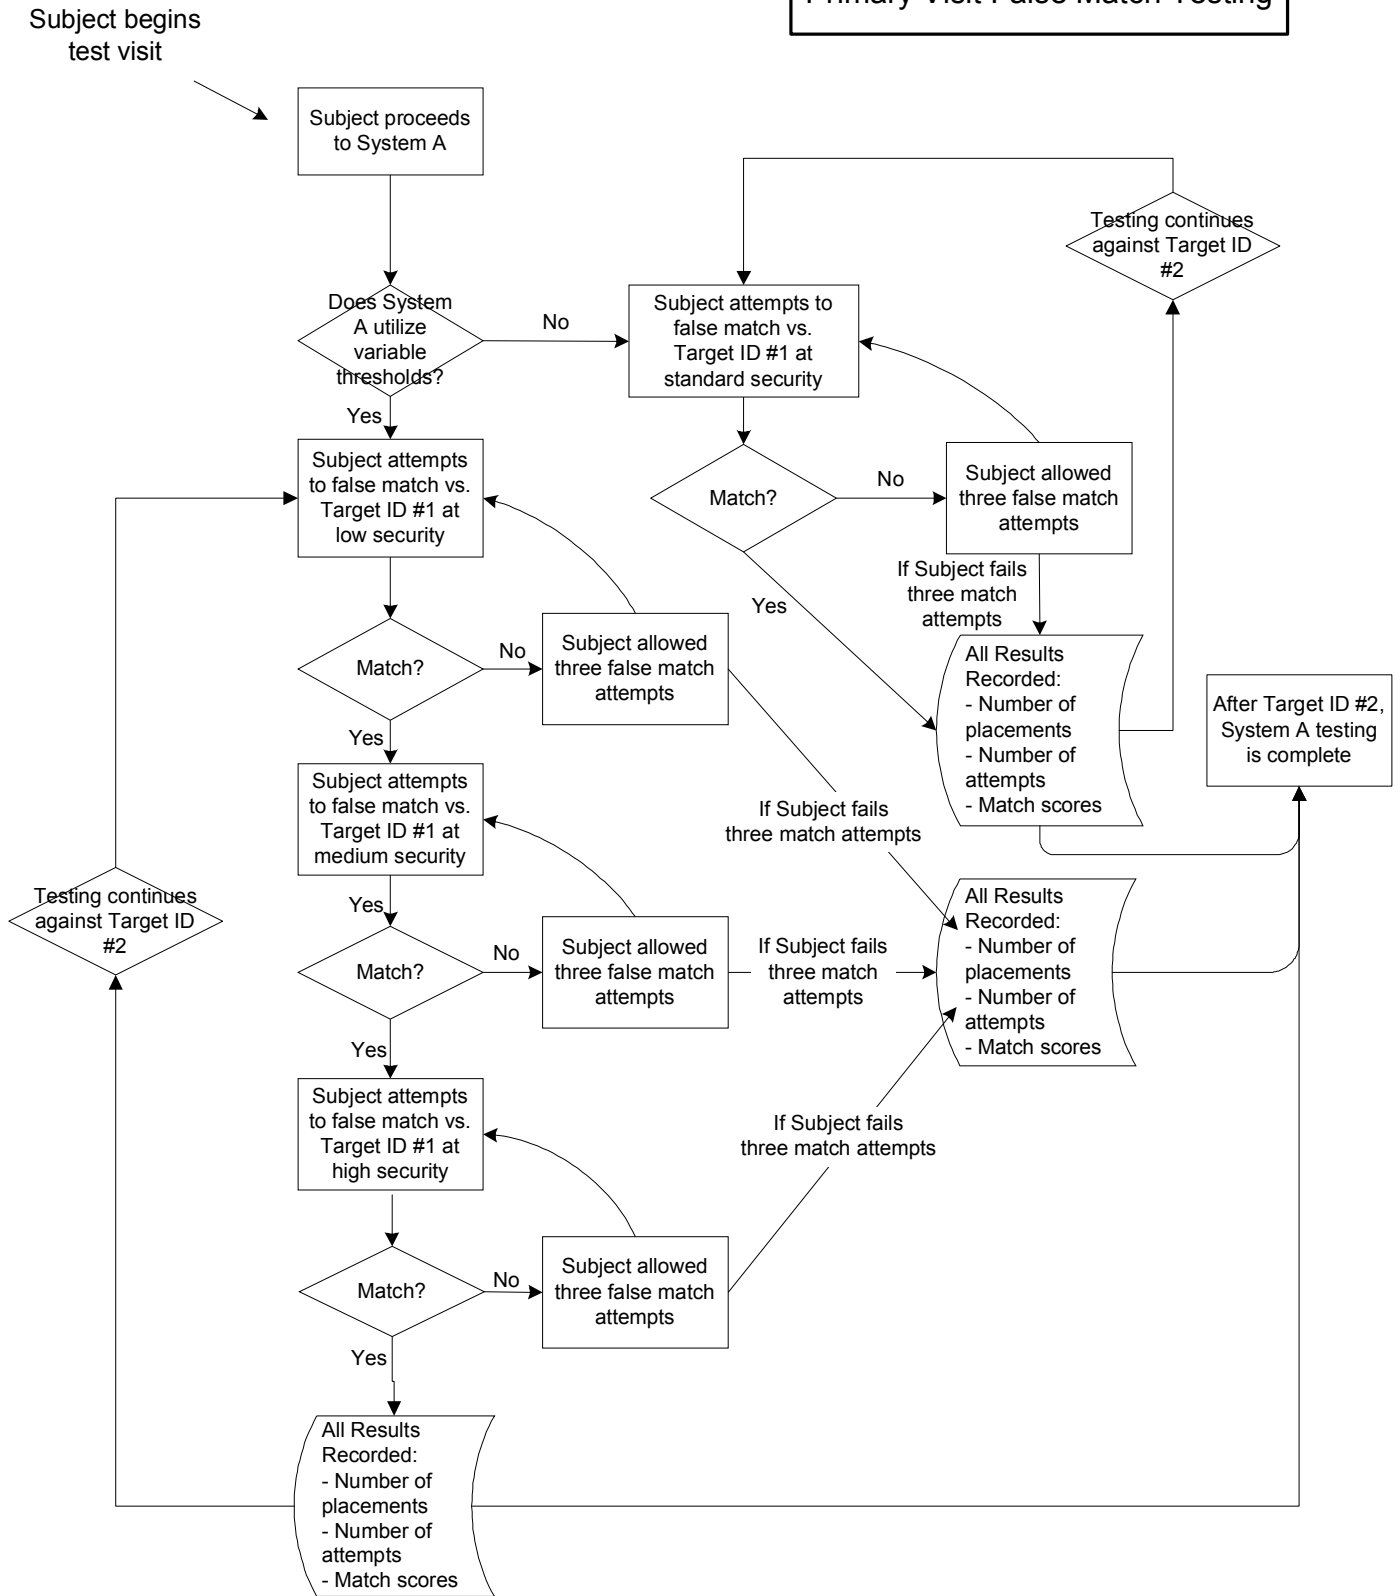 Primary Visit False Match Testing
Subject begins
test visit
Subject proceeds
to System A
Testing continues
against Target ID
#2
Does System
A utilize
variable
thresholds?
No
Subject attempts to
false match vs.
Target ID #1 at
standard security
Yes
Subject attempts
to false match vs.
Target ID #1 at
low security
Match?
No
Subject allowed
three false match
attempts
If Subject fails
three match
attempts
Yes
Match?
No
Subject allowed
three false match
attempts
All Results
Recorded:
- Number of
placements
- Number of
attempts
- Match scores
After Target ID #2,
System A testing
is complete
Yes
Subject attempts
to false match vs.
Target ID #1 at
medium security
If Subject fails
three match attempts
Testing continues
against Target ID
#2
Yes
Match?
No
Subject allowed
three false match
attempts
If Subject fails
three match
attempts
All Results
Recorded:
- Number of
placements
- Number of
attempts
- Match scores
Yes
Subject attempts
to false match vs.
Target ID #1 at
high security
If Subject fails
three match attempts
Match?
No
Subject allowed
three false match
attempts
Yes
All Results
Recorded:
- Number of
placements
- Number of
attempts
- Match scores